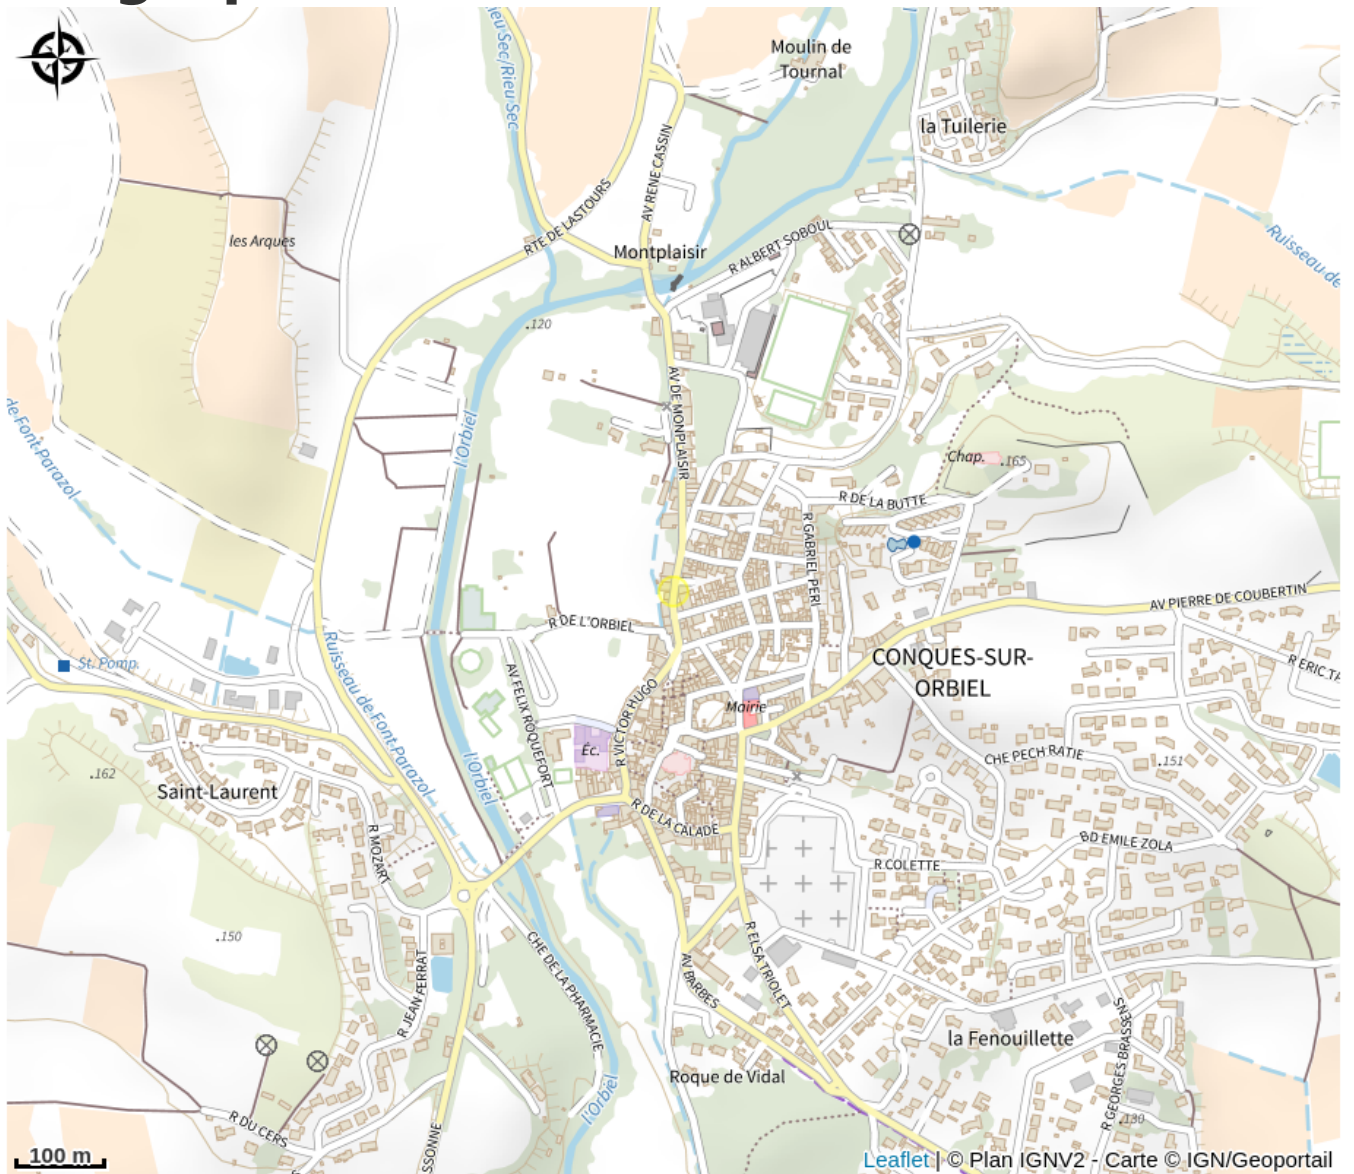 Moulin de
Tournal
ieu Sec/Rieu Sec
la Tuilerie
AV RENE CASSIN
RTE DE LASTOURS
les Arques
Montplaisir
R ALBERT SOBOUL
Ruisseau de
.120
AV DE MONPLAISIR
l'Orbiel
de Font-Parazol
Chap.
.165
R DE LA BUTTE
R GABRIEL PERI
AV PIERRE DE COUBERTIN
R DE L'ORBIEL
St. Pomp.
Ruisseau de Font-Parazol
CONQUES-SUR-
ORBIEL
R ERIC TA
AV FELIX ROQUEFORT
R VICTOR HUGO
Mairie
Éc.
CHE PECH RATIE
.151
.162
l'Orbiel
Saint-Laurent
R DE LA CALADE
R MOZART
BD EMILE ZOLA
R COLETTE
.150
CHE DE LA PHARMACIE
R ELSA TRIOLET
AV BARBES
R JEAN FERRAT
la Fenouillette
R GEORGES BRASSENS
Roque de Vidal
l'Orbiel
R DU CERS
.130
SSONNE
100 m
Leaflet | © Plan IGNV2 - Carte © IGN/Geoportail